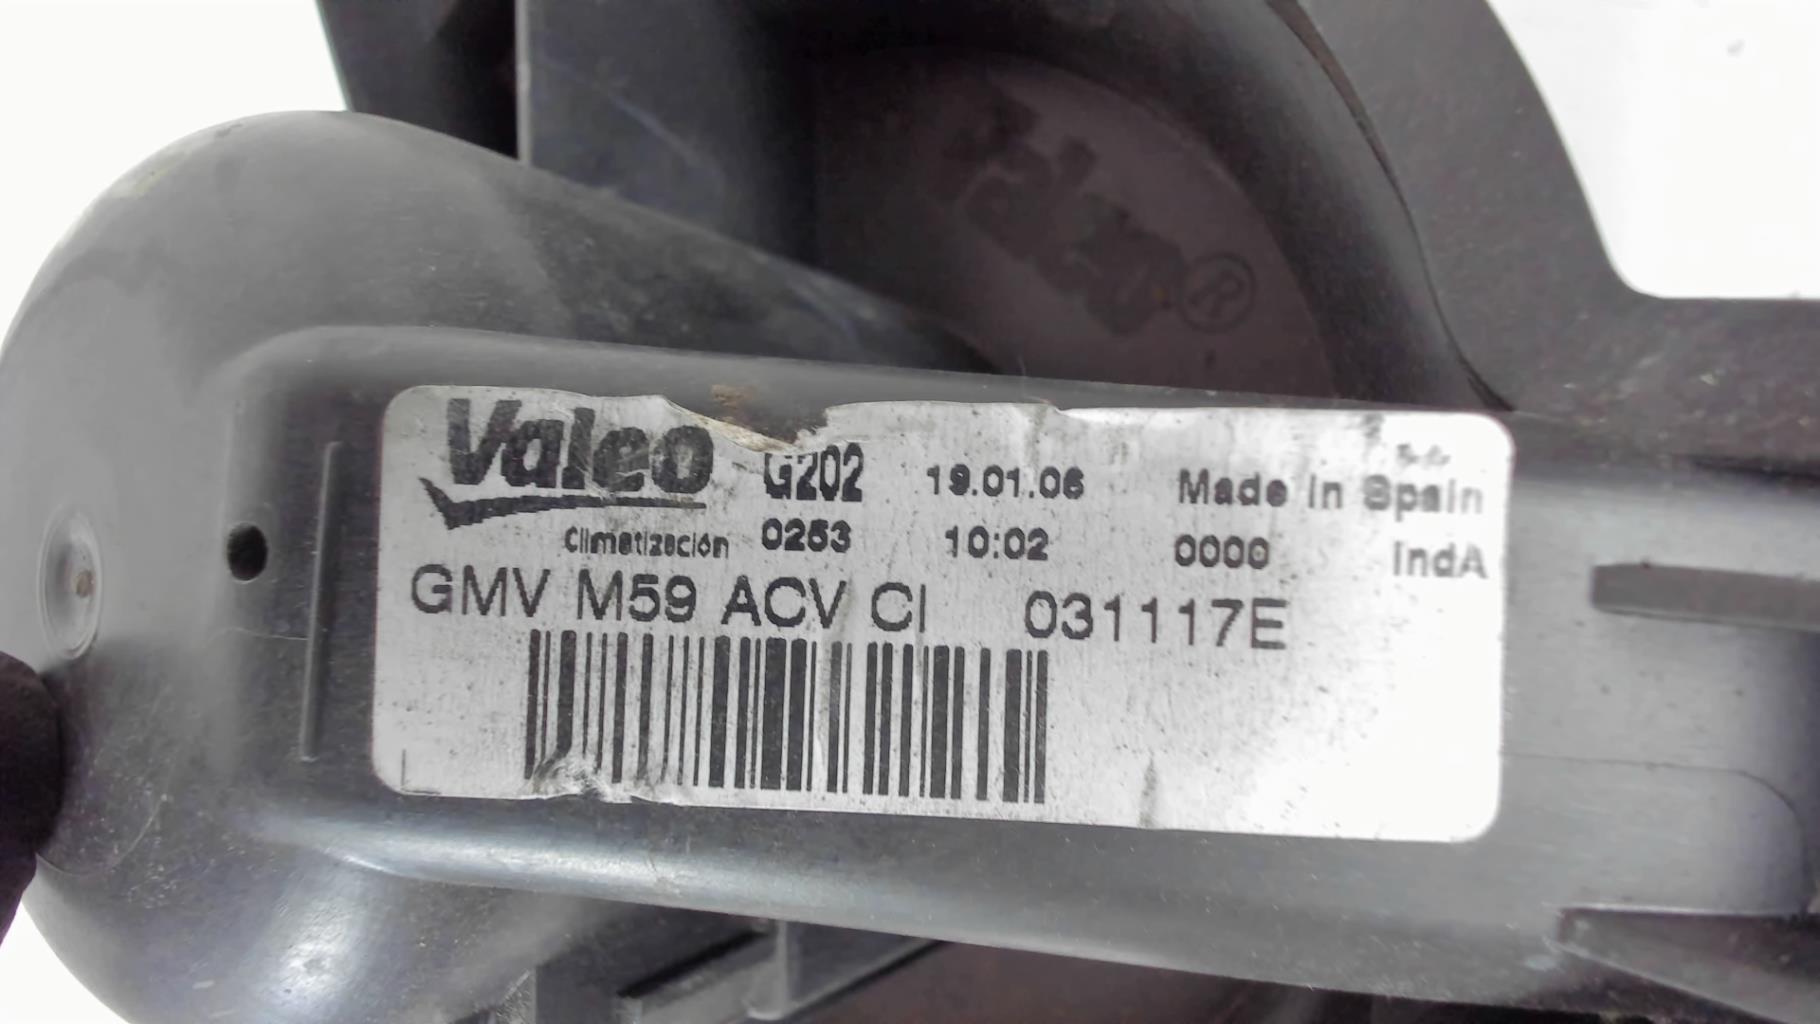 Valeo
®
Valeo G202 19.01.06 Made in Spain
Climatización 0253 10:02 0000 indA
GMV M59 ACV CI 031117E